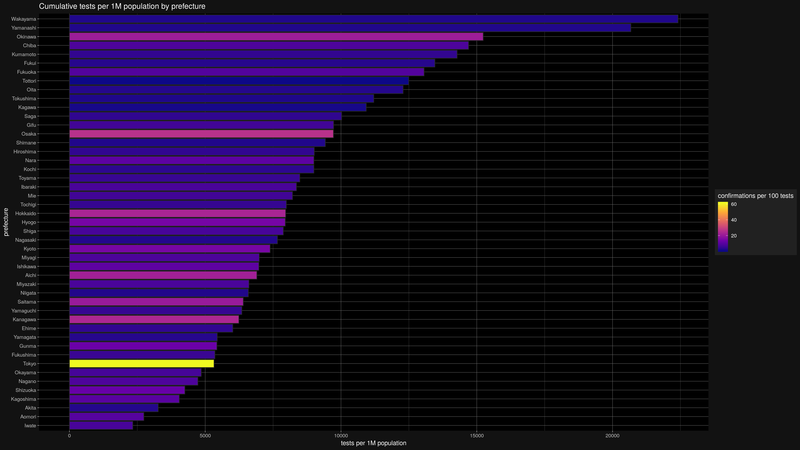 Cumulative tests per 1M population by prefecture
prefecture
Wakayama
Yamanashi
Okinawa
Chiba
Kumamoto
Fukui
Fukuoka
Tottori
Oita
Tokushima
Kagawa
Saga
Gifu
Osaka
Shimane
Hiroshima
Nara
Kochi
Toyama
Ibaraki
Mie
Tochigi
Hokkaido
Hyogo
Shiga
Nagasaki
Kyoto
Miyagi
Ishikawa
Aichi
Miyazaki
Niigata
Saitama
Yamaguchi
Kanagawa
Ehime
Yamagata
Gunma
Fukushima
Tokyo
Okayama
Nagano
Shizuoka
Kagoshima
Akita
Aomori
Iwate
0 5000 10000 15000 20000
tests per 1M population
confirmations per 100 tests
60
40
20